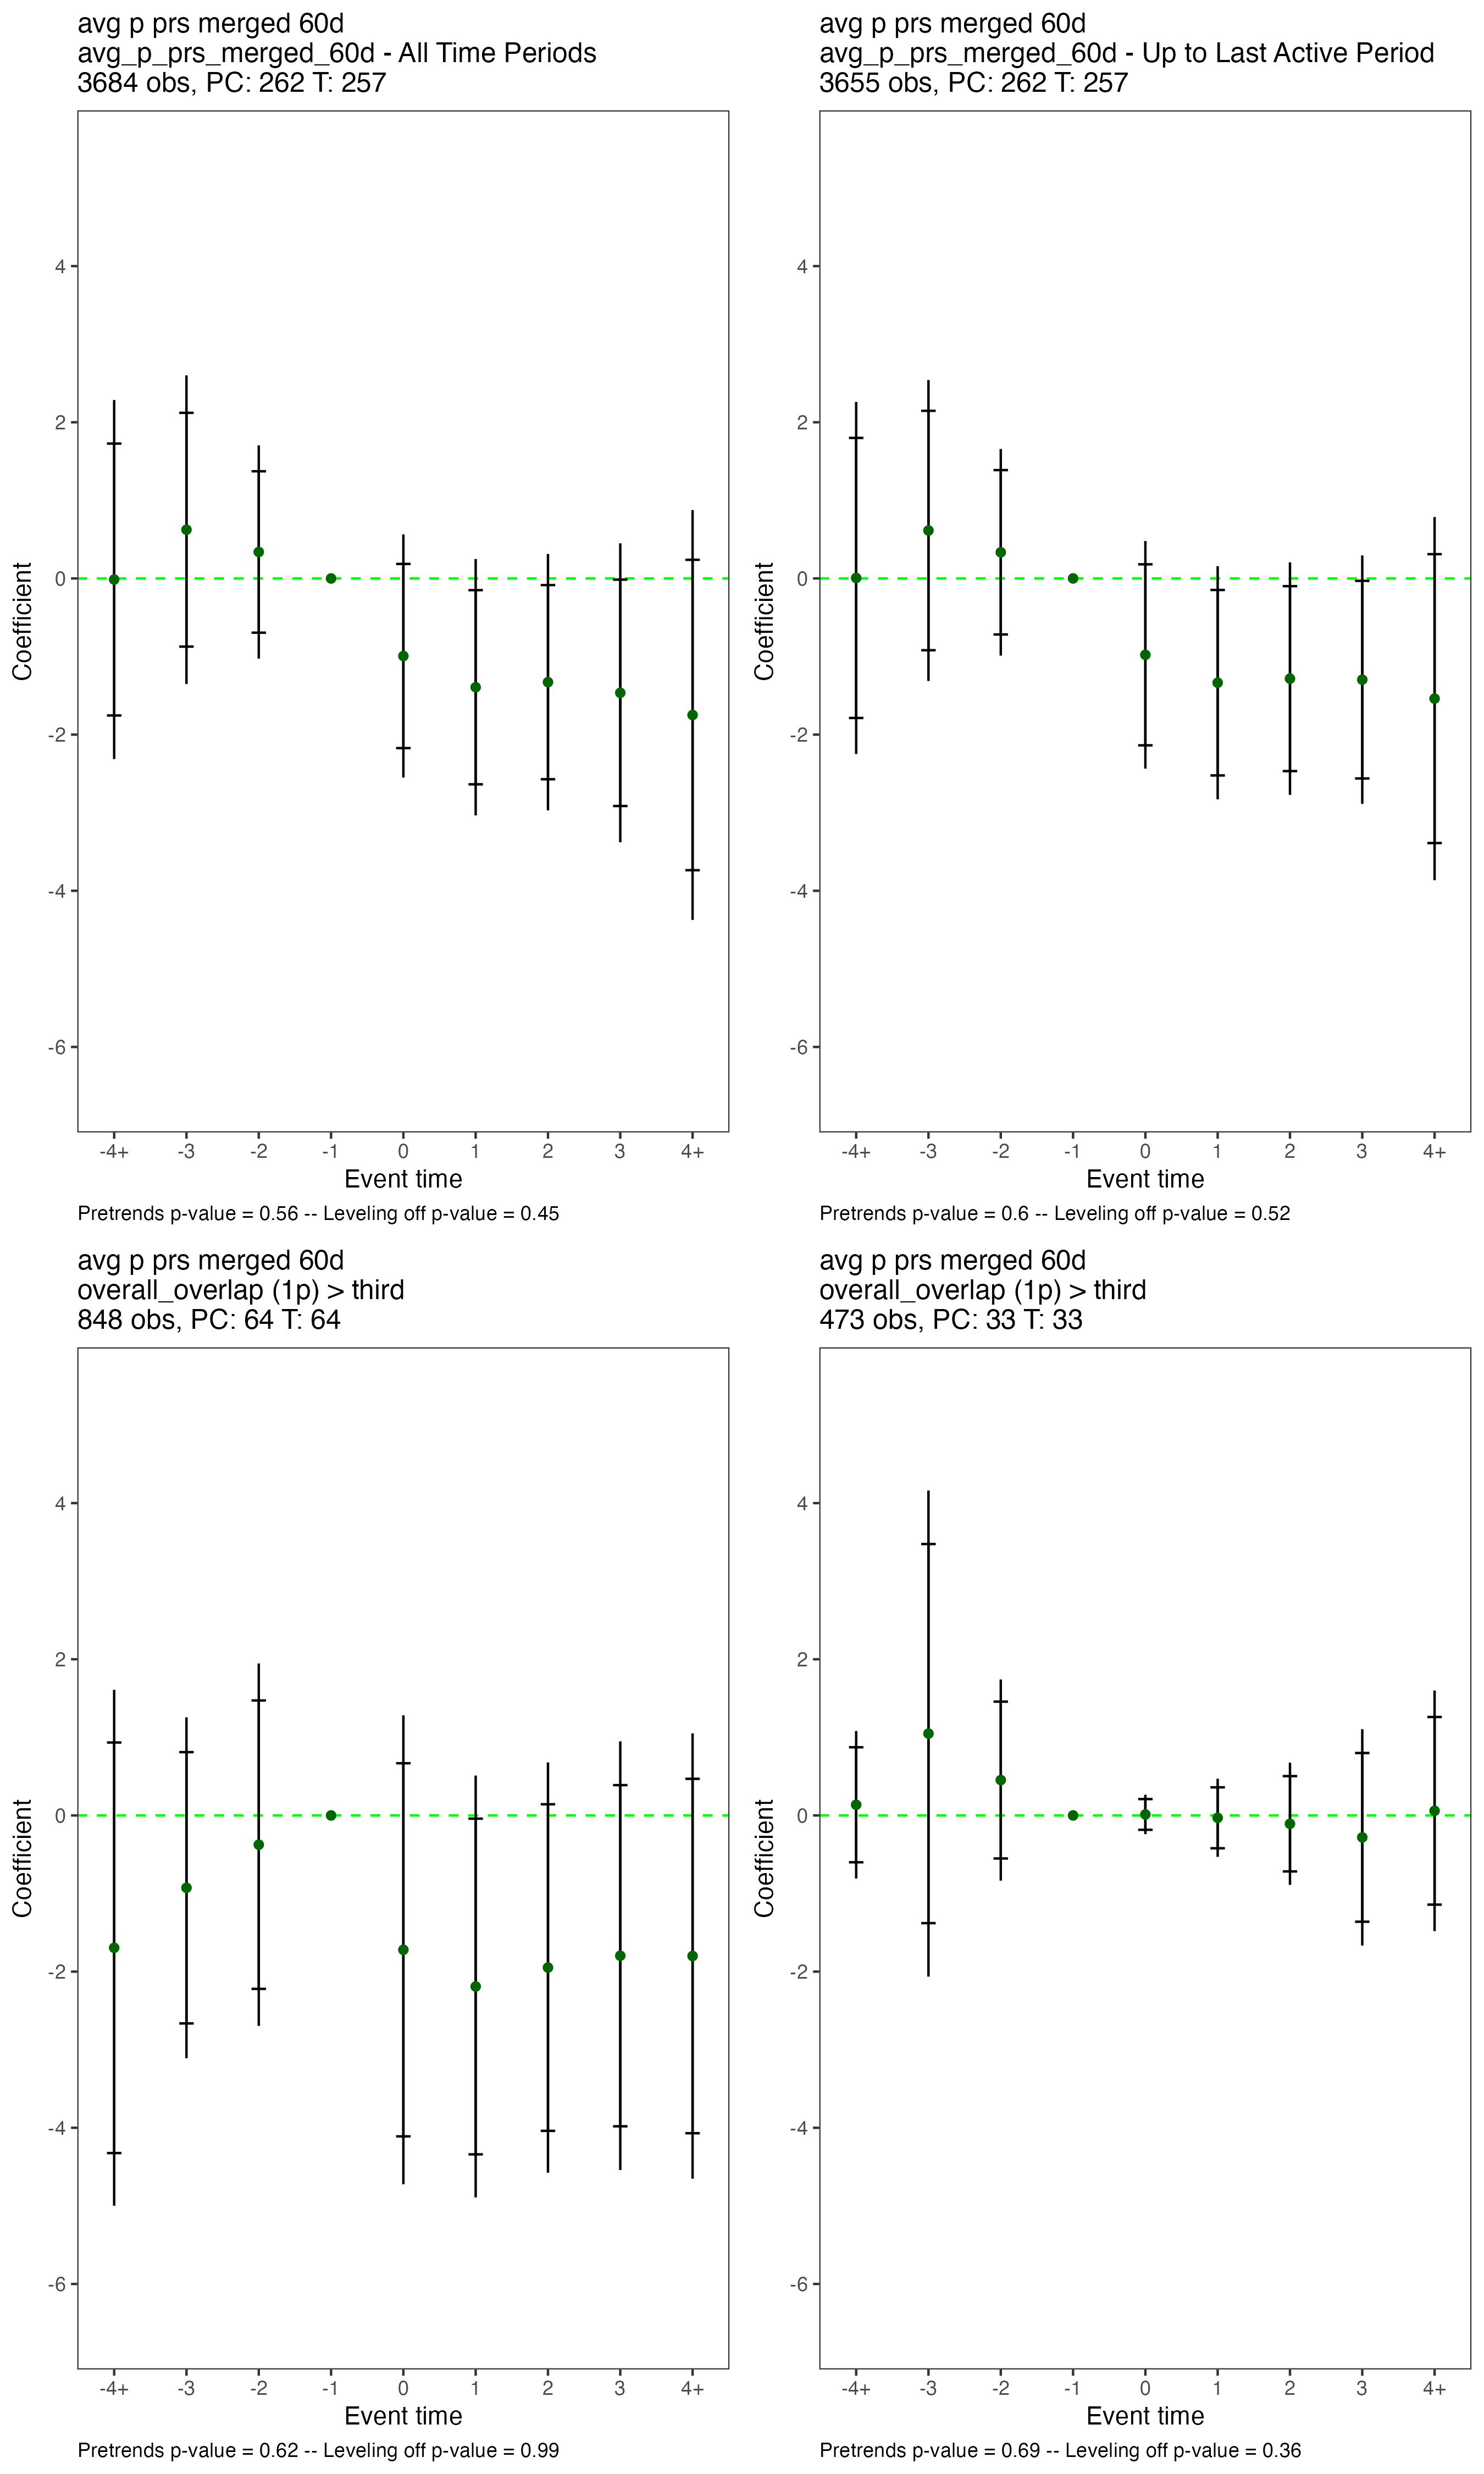 avg p prs merged 60d
avg_p_prs_merged_60d - All Time Periods
3684 obs, PC: 262 T: 257
4
2
0
-2
-4
-6
Coefficient
-4+ -3 -2 -1 0 1 2 3 4+
Event time
Pretrends p-value = 0.56 -- Leveling off p-value = 0.45
avg p prs merged 60d
avg_p_prs_merged_60d - Up to Last Active Period
3655 obs, PC: 262 T: 257
4
2
0
-2
-4
-6
Coefficient
-4+ -3 -2 -1 0 1 2 3 4+
Event time
Pretrends p-value = 0.6 -- Leveling off p-value = 0.52
avg p prs merged 60d
overall_overlap (1p) > third
848 obs, PC: 64 T: 64
4
2
0
-2
-4
-6
Coefficient
-4+ -3 -2 -1 0 1 2 3 4+
Event time
Pretrends p-value = 0.62 -- Leveling off p-value = 0.99
avg p prs merged 60d
overall_overlap (1p) > third
473 obs, PC: 33 T: 33
4
2
0
-2
-4
-6
Coefficient
-4+ -3 -2 -1 0 1 2 3 4+
Event time
Pretrends p-value = 0.69 -- Leveling off p-value = 0.36